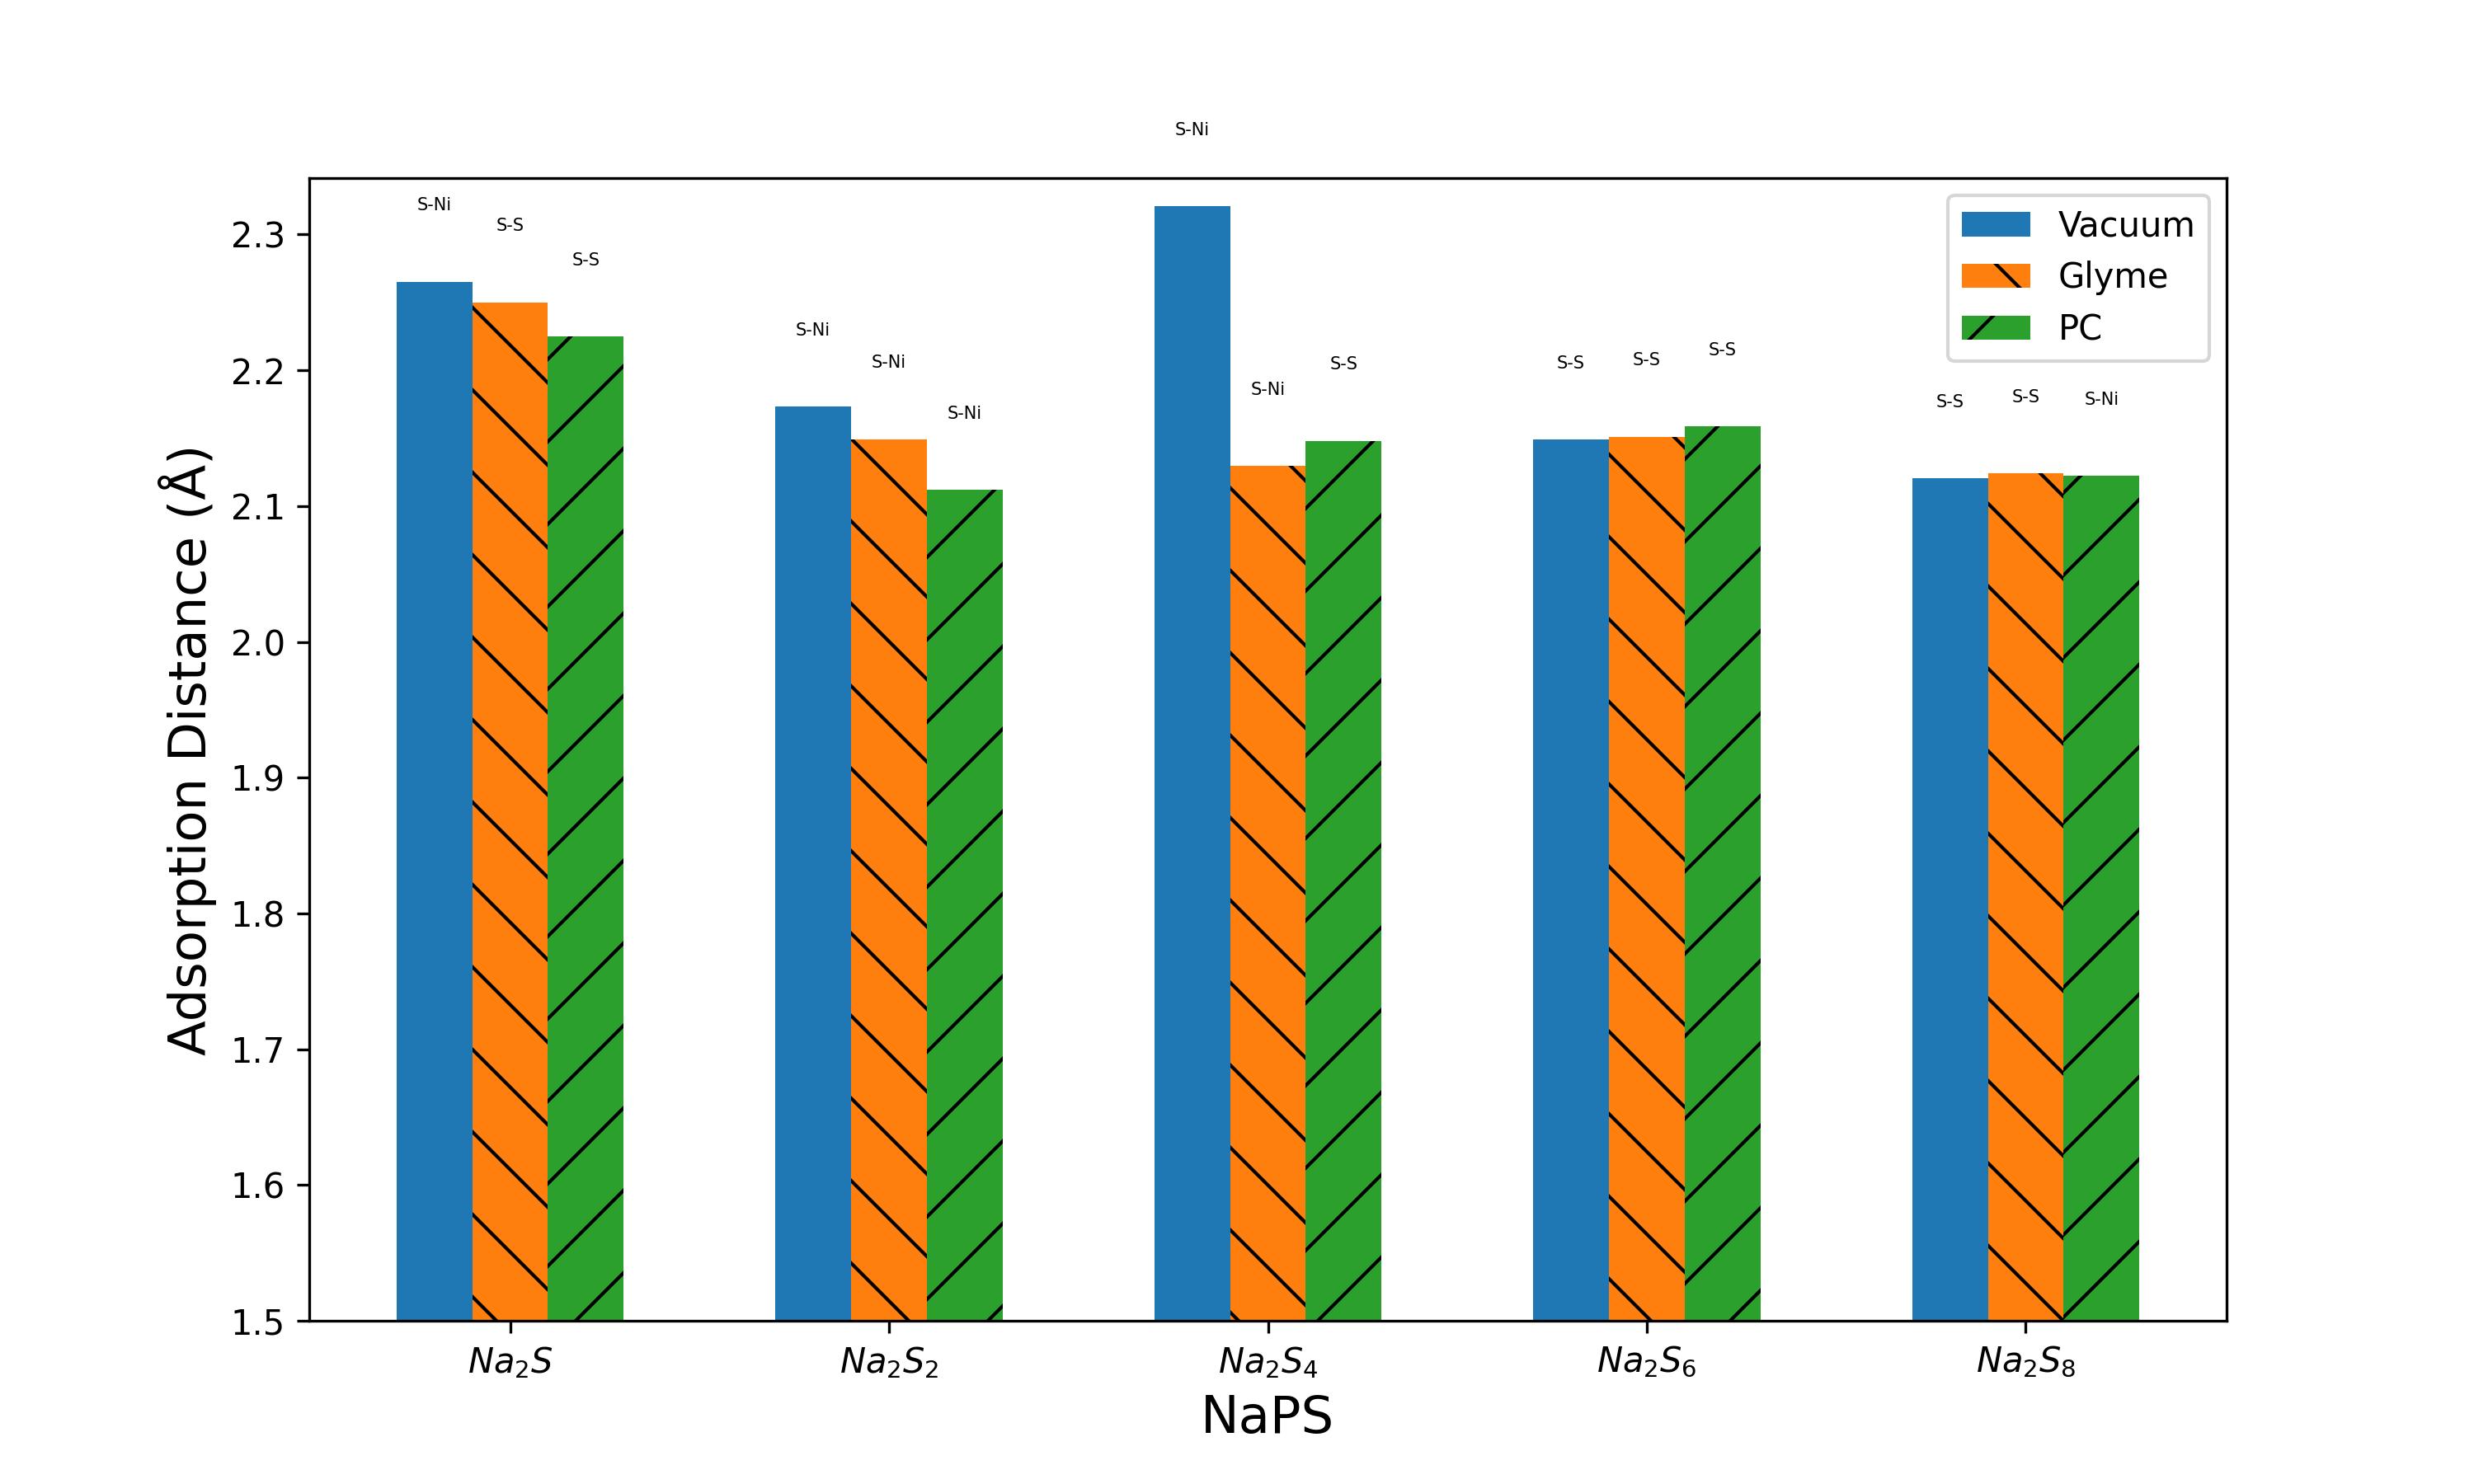 S-Ni
S-Ni
S-S
S-S
S-Ni
S-Ni
S-Ni
S-Ni
S-S
S-S
S-S
S-S
S-S
S-S
S-Ni
Vacuum
Glyme
PC
Adsorption Distance (Å)
2.3
2.2
2.1
2.0
1.9
1.8
1.7
1.6
1.5
Na₂S
Na₂S₂
Na₂S₄
Na₂S₆
Na₂S₈
NaPS